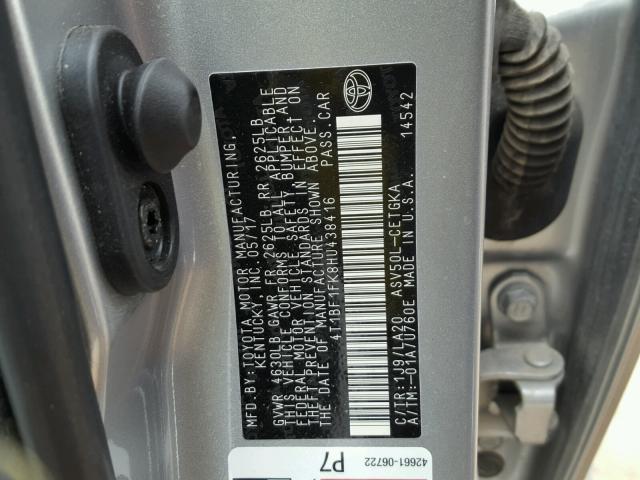 MFD.BY:TOYOTA MOTOR MANUFACTURING.
KENTUCKY, INC. 05/17
GVWR 4630LB GAWR FR 2625LB RR 2625LB
THIS VEHICLE CONFORMS TO ALL APPLICABLE
FEDERAL MOTOR VEHICLE SAFETY, BUMPER AND
THEFT PREVENTION STANDARDS IN EFFECT ON
THE DATE OF MANUFACTURE SHOWN ABOVE.
4T1BF1FK8HU438416 PASS.CAR
C/TR:1J9/LA20 ASV50L-CETGKA
A/TM:-01A/U760E MADE IN U.S.A. 14542
42661-06722
P7